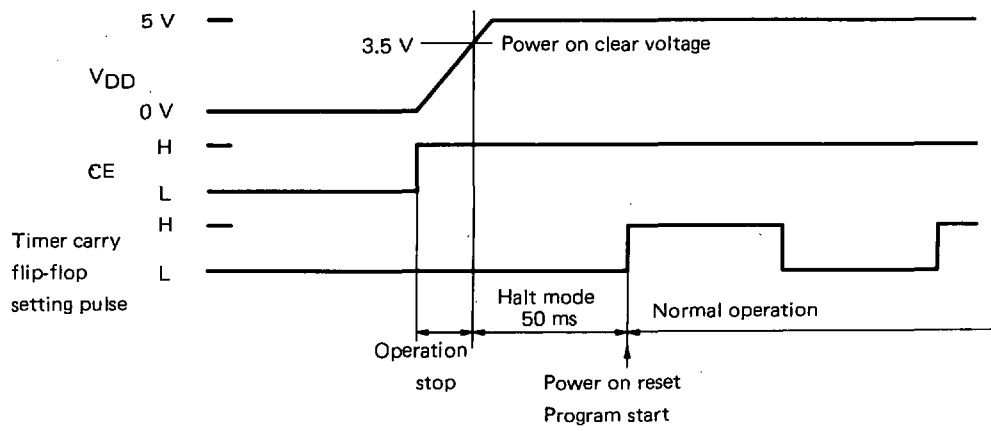 5 V
3.5 V
Power on clear voltage
VDD
0 V
H
CE
L
H
Timer carry
flip-flop
setting pulse
L
Halt mode
50 ms
Normal operation
Operation
stop
Power on reset
Program start